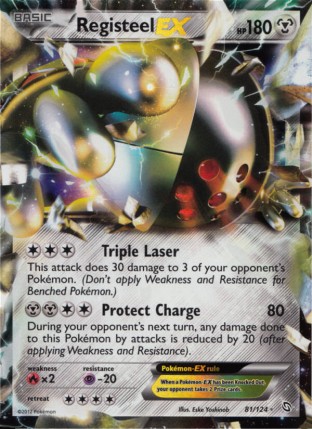 BASIC
Registeel EX HP 180
Triple Laser
This attack does 30 damage to 3 of your opponent's
Pokémon. (Don't apply Weakness and Resistance for
Benched Pokémon.)
Protect Charge 80
During your opponent's next turn, any damage done
to this Pokémon by attacks is reduced by 20 (after
applying Weakness and Resistance).
weakness resistance
×2 -20
retreat
Pokémon-EX rule
When a Pokémon-EX has been Knocked Out,
your opponent takes 2 Prize cards.
©2012 Pokémon Illus. Eske Yoshinob 81/124